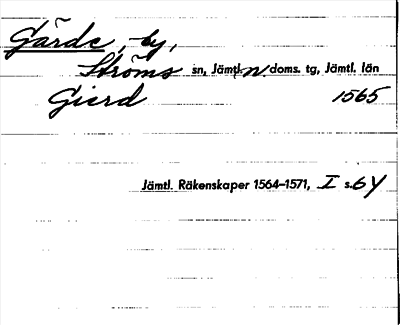 Gärde, by,
Ströms sn, Jämtl. n doms. tg, Jämtl. län
Gierd 1565
Jämtl. Räkenskaper 1564–1571, I s. 64